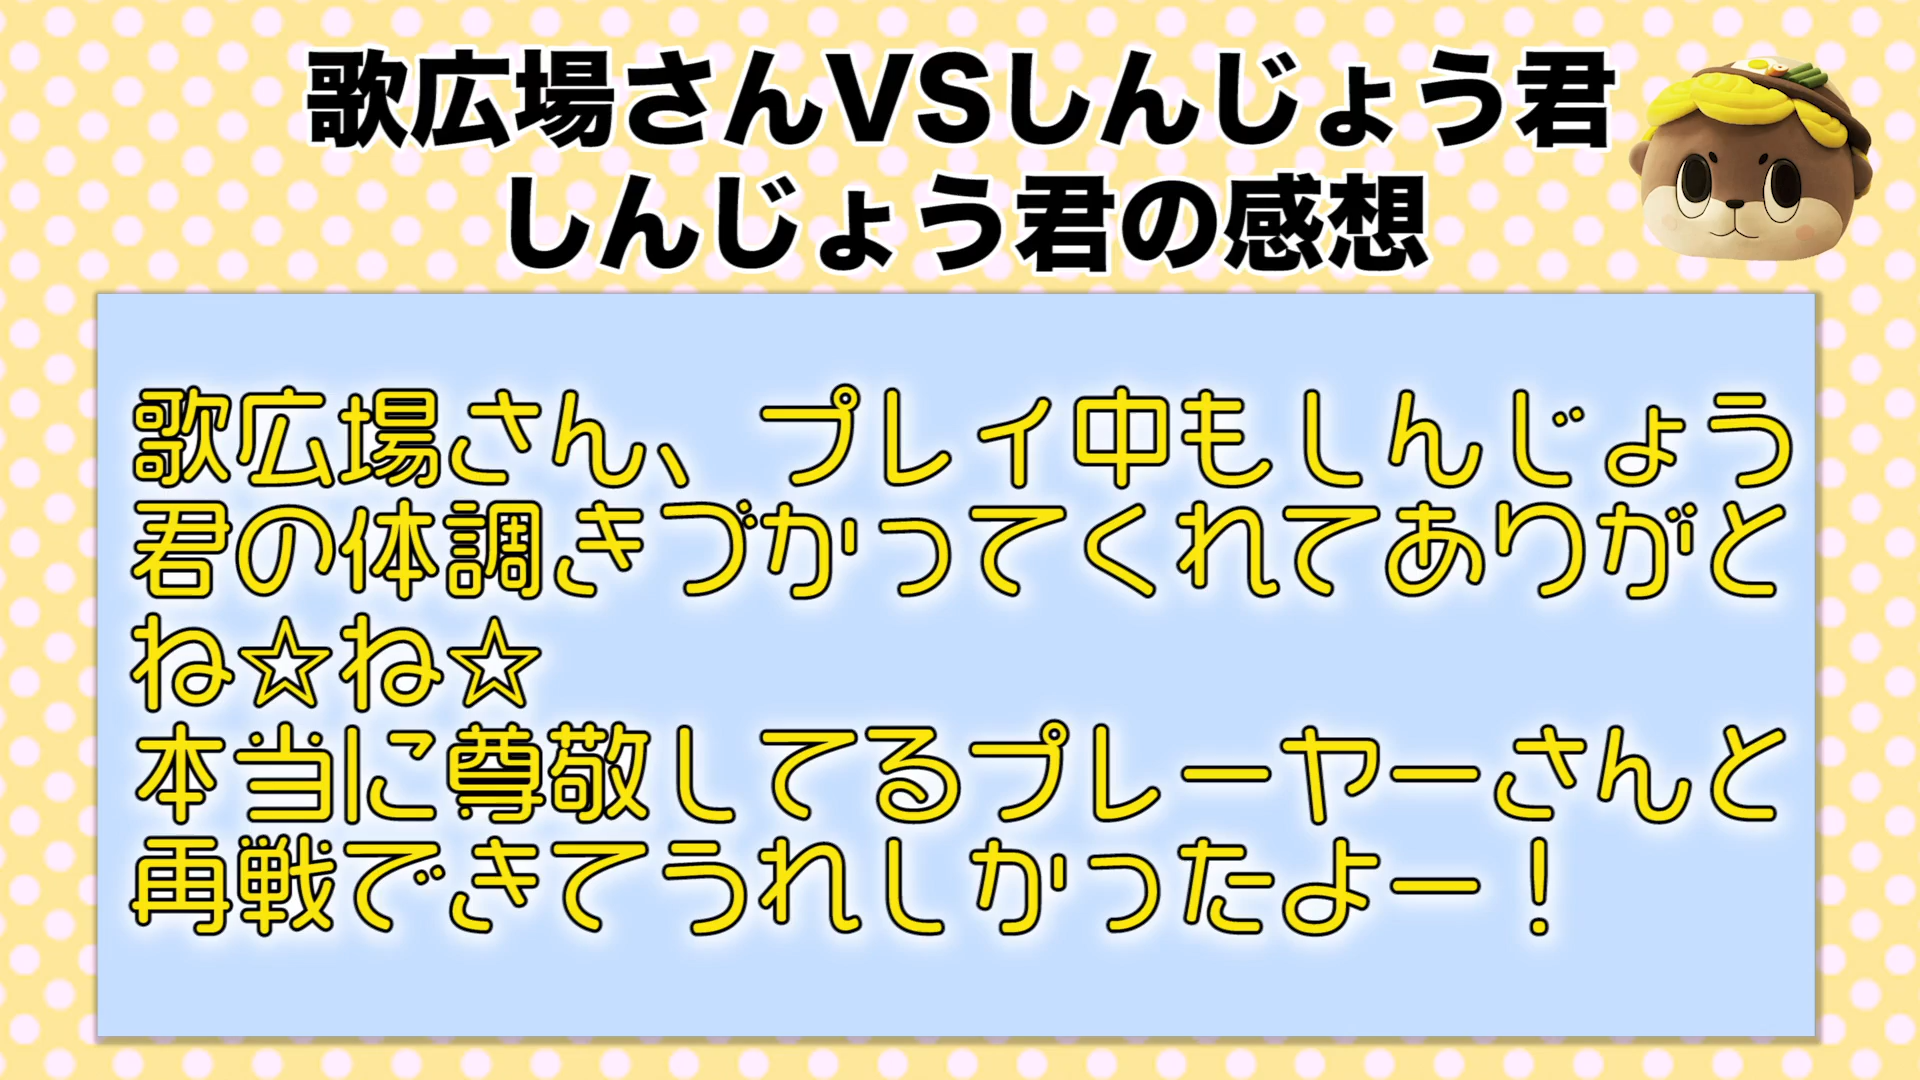 歌広場さんVSしんじょう君
しんじょう君の感想
歌広場さん、プレイ中もしんじょう
君の体調きづかってくれてありがと
ね☆ね☆
本当に尊敬してるプレーヤーさんと
再戦できてうれしかったよー！